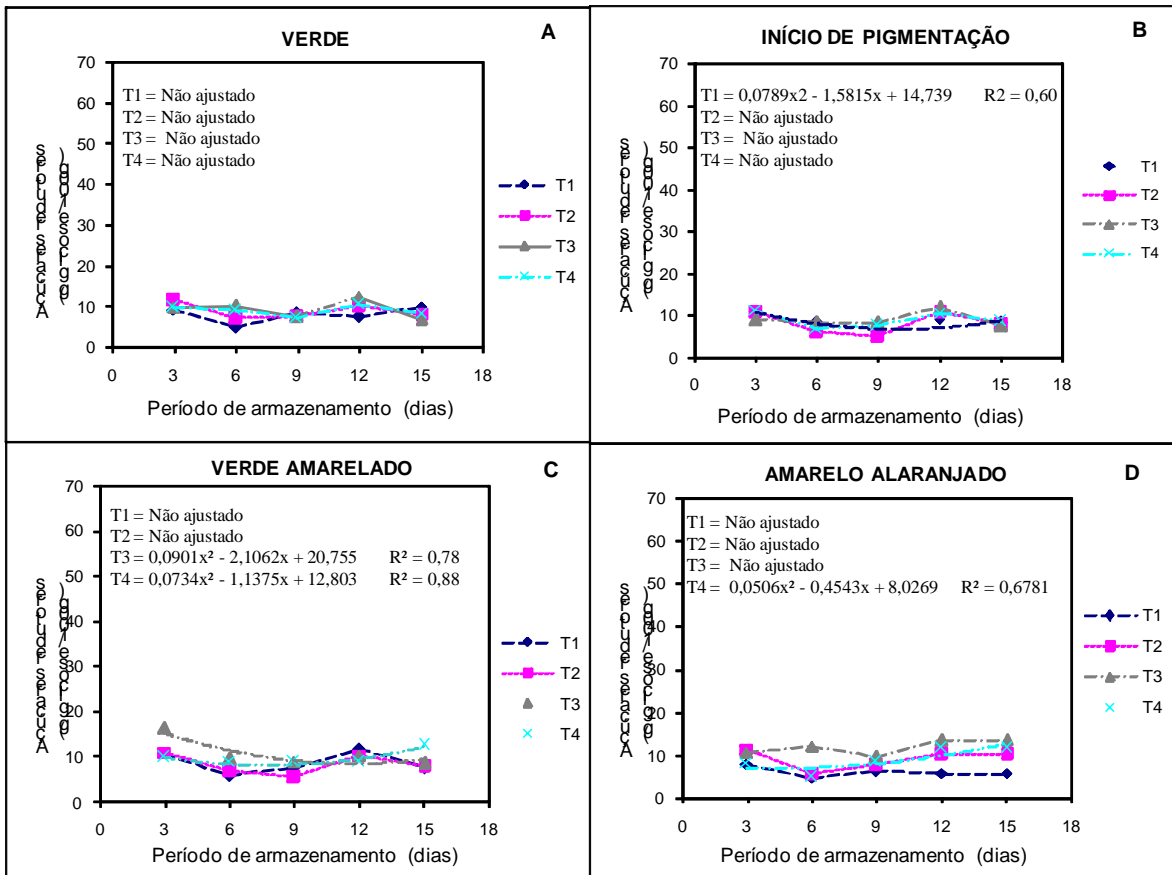 VERDE
A
T1 = Não ajustado
T2 = Não ajustado
T3 = Não ajustado
T4 = Não ajustado
70
60
50
40
30
20
10
0
0 3 6 9 12 15 18
Período de armazenamento (dias)
T1
T2
T3
T4
INÍCIO DE PIGMENTAÇÃO
B
T1 = 0,0789x2 - 1,5815x + 14,739 R2 = 0,60
T2 = Não ajustado
T3 = Não ajustado
T4 = Não ajustado
70
60
50
40
30
20
10
0
0 3 6 9 12 15 18
Período de armazenamento (dias)
T1
T2
T3
T4
VERDE AMARELADO
C
T1 = Não ajustado
T2 = Não ajustado
T3 = 0,0901x² - 2,1062x + 20,755 R² = 0,78
T4 = 0,0734x² - 1,1375x + 12,803 R² = 0,88
70
60
50
40
30
20
10
0
0 3 6 9 12 15 18
Período de armazenamento (dias)
T1
T2
T3
T4
AMARELO ALARANJADO
D
T1 = Não ajustado
T2 = Não ajustado
T3 = Não ajustado
T4 = 0,0506x² - 0,4543x + 8,0269 R² = 0,6781
70
60
50
40
30
20
10
0
0 3 6 9 12 15 18
Período de armazenamento (dias)
T1
T2
T3
T4